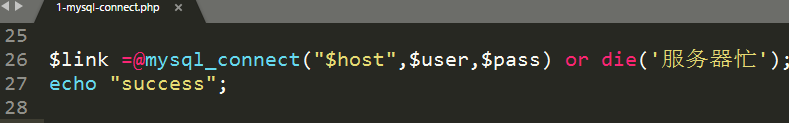 1-mysql-connect.php ×
25
26 $link =@mysql_connect("$host",$user,$pass) or die('服务器忙');
27 echo "success";
28